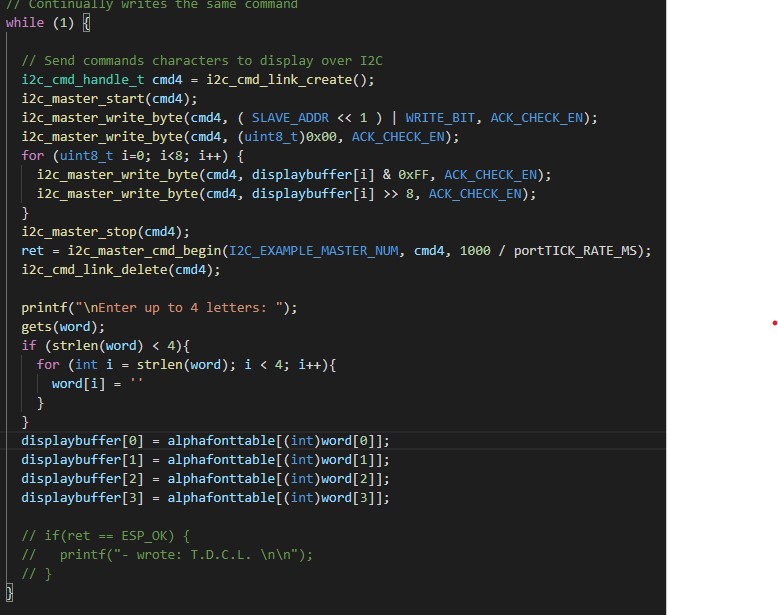 // Continually writes the same command
while (1) {
// Send commands characters to display over I2C
i2c_cmd_handle_t cmd4 = i2c_cmd_link_create();
i2c_master_start(cmd4);
i2c_master_write_byte(cmd4, ( SLAVE_ADDR << 1 ) | WRITE_BIT, ACK_CHECK_EN);
i2c_master_write_byte(cmd4, (uint8_t)0x00, ACK_CHECK_EN);
for (uint8_t i=0; i<8; i++) {
i2c_master_write_byte(cmd4, displaybuffer[i] & 0xFF, ACK_CHECK_EN);
i2c_master_write_byte(cmd4, displaybuffer[i] >> 8, ACK_CHECK_EN);
}
i2c_master_stop(cmd4);
ret = i2c_master_cmd_begin(I2C_EXAMPLE_MASTER_NUM, cmd4, 1000 / portTICK_RATE_MS);
i2c_cmd_link_delete(cmd4);
printf("\nEnter up to 4 letters: ");
gets(word);
if (strlen(word) < 4){
for (int i = strlen(word); i < 4; i++){
word[i] = ''
}
}
displaybuffer[0] = alphafonttable[(int)word[0]];
displaybuffer[1] = alphafonttable[(int)word[1]];
displaybuffer[2] = alphafonttable[(int)word[2]];
displaybuffer[3] = alphafonttable[(int)word[3]];
// if(ret == ESP_OK) {
//   printf("- wrote: T.D.C.L. \n\n");
// }
}